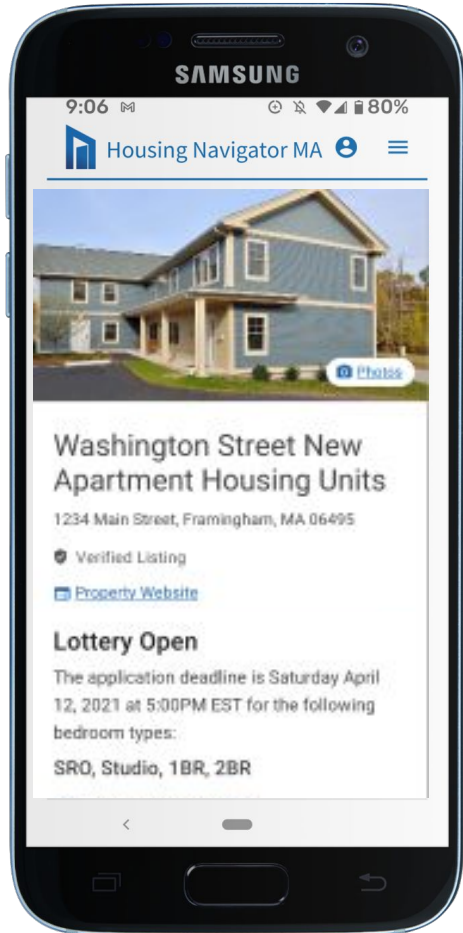 SAMSUNG
9:06 80%
Housing Navigator MA
Photos
Washington Street New
Apartment Housing Units
1234 Main Street, Framingham, MA 06495
Verified Listing
Property Website
Lottery Open
The application deadline is Saturday April
12, 2021 at 5:00PM EST for the following
bedroom types:
SRO, Studio, 1BR, 2BR